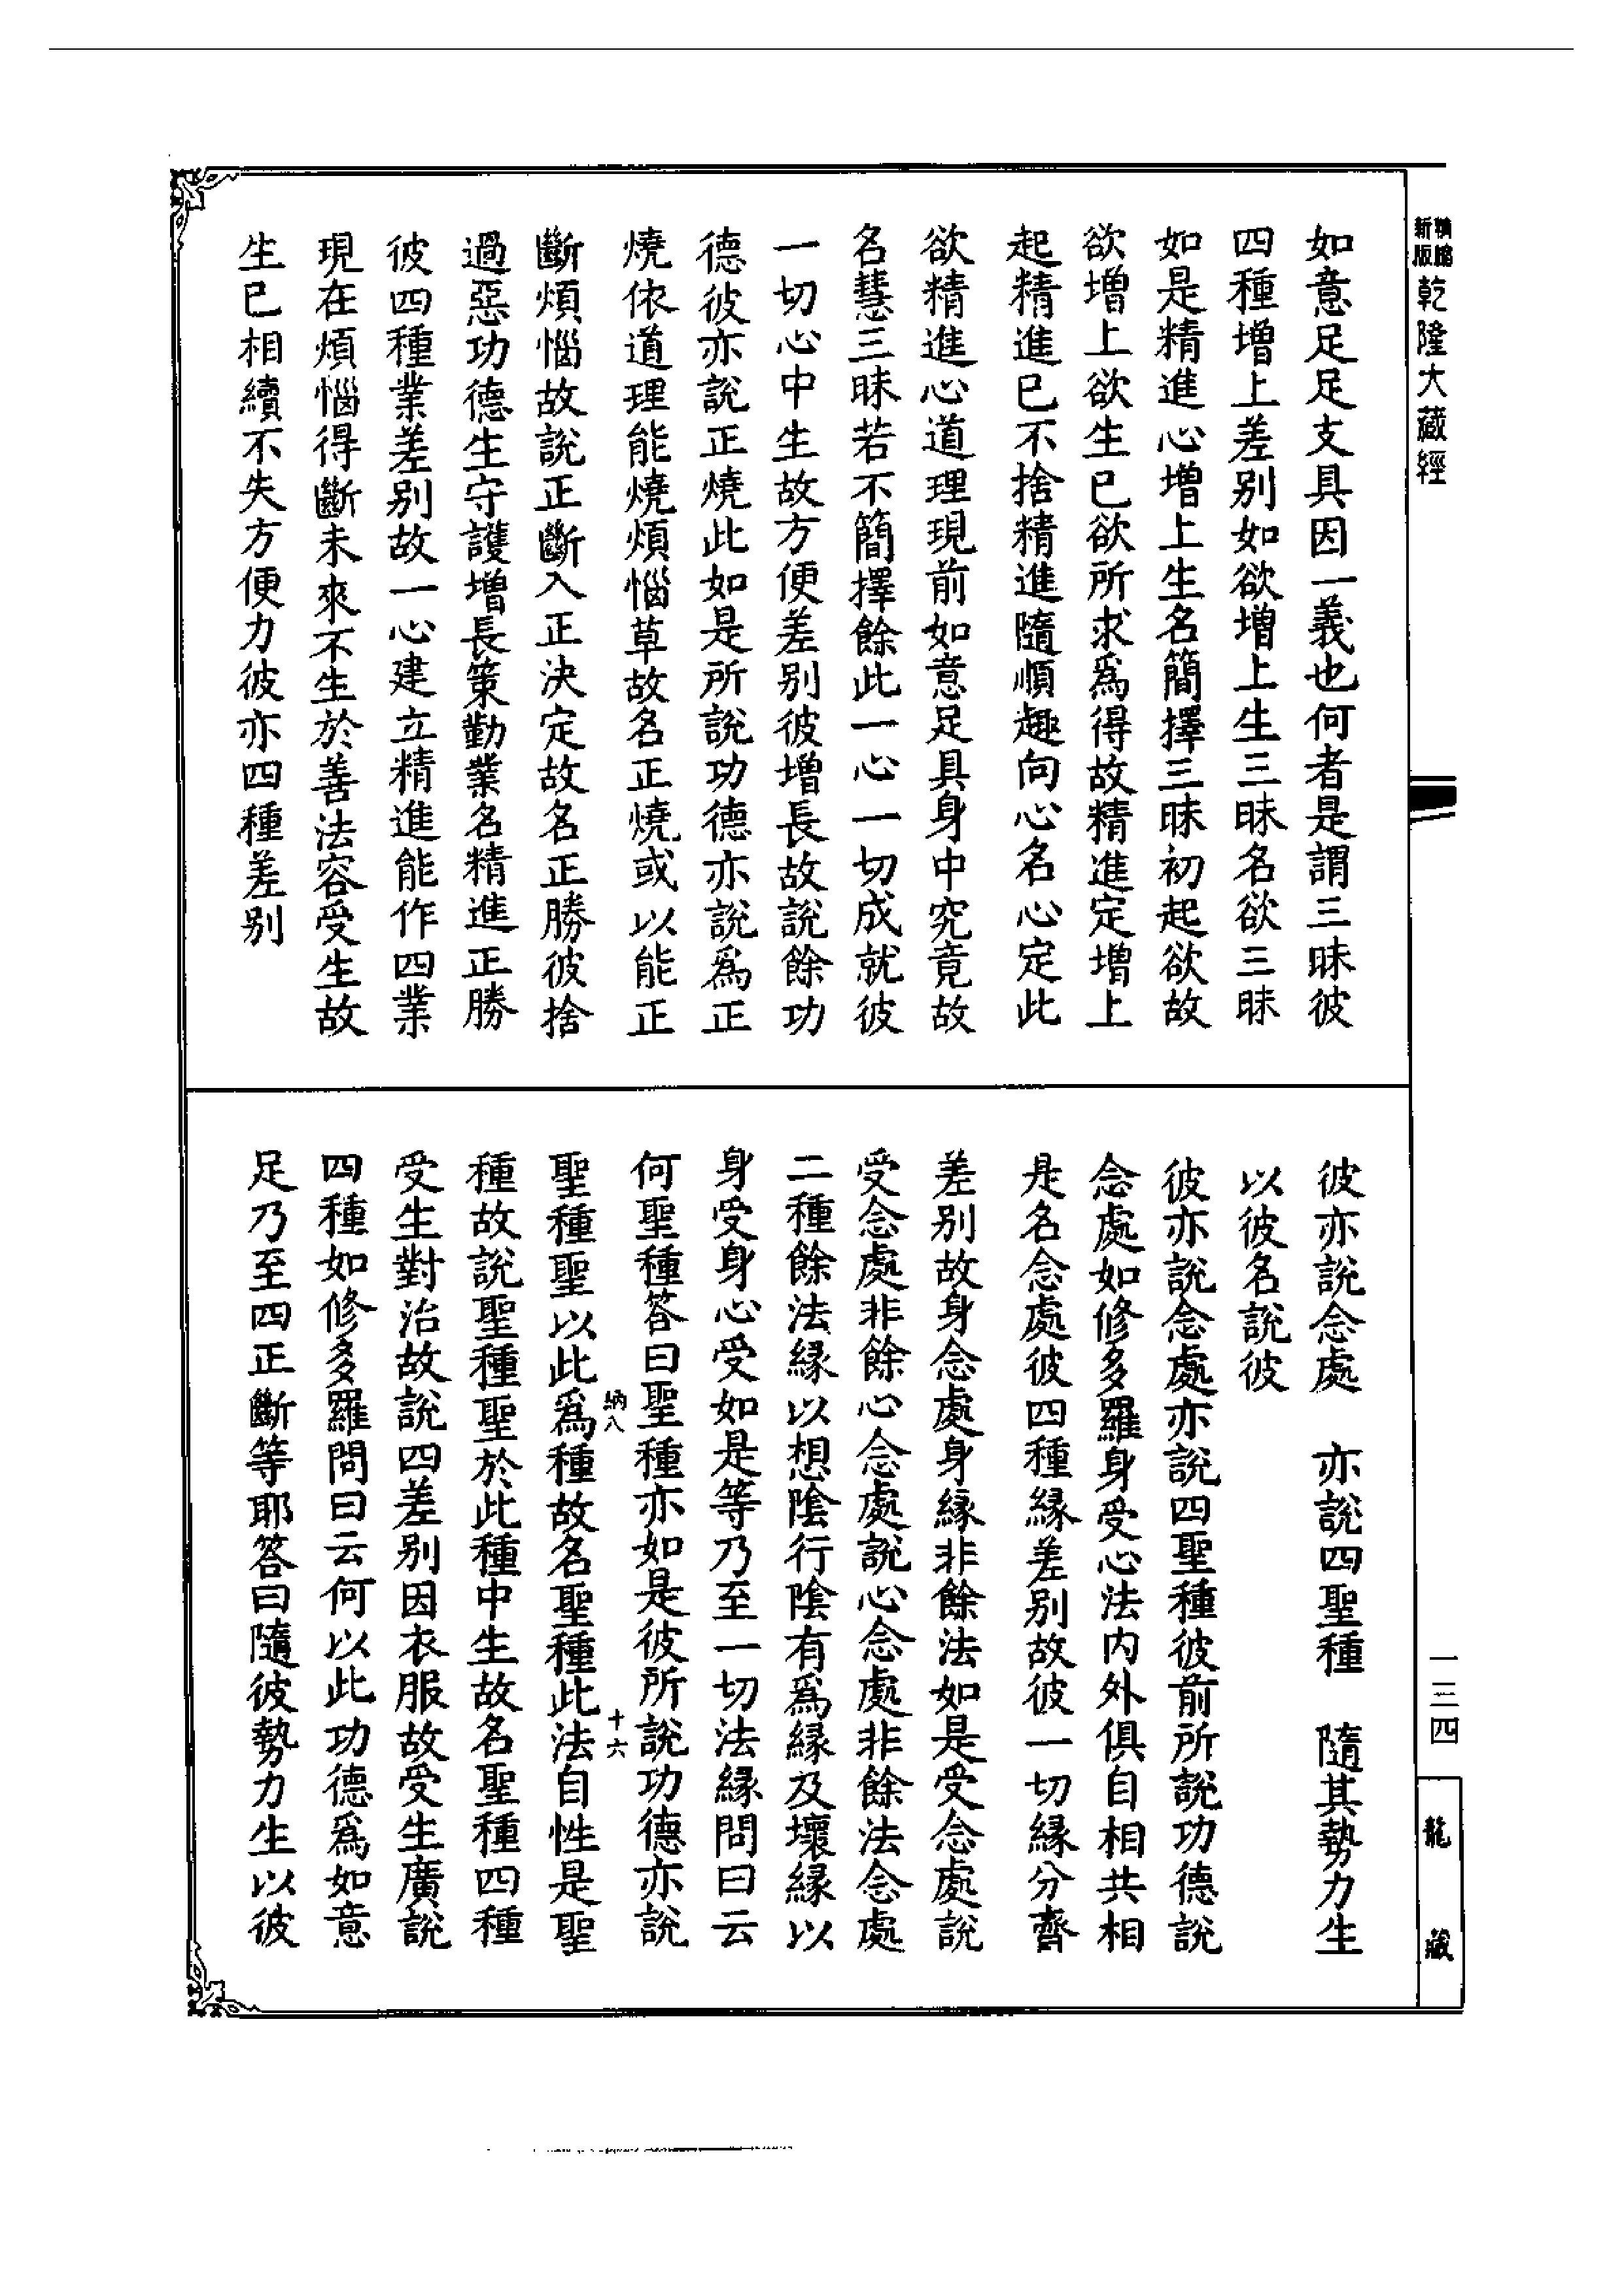 新版精縮乾隆大藏經
如意足足支具因一義也何者是謂三昧彼
四種增上差別如欲增上生三昧名欲三昧
如是精進心增上生名簡擇三昧初起欲故
欲增上欲生已欲所求爲得故精進定增上
起精進已不捨精進隨順趣向心名心定此
欲精進心道理現前如意足具身中究竟故
名慧三昧若不簡擇餘此一心一切成就彼
一切心中生故方便差別彼增長故說餘功
德彼亦說正燒此如是所說功德亦說爲正
燒依道理能燒煩惱草故名正燒或以能正
斷煩惱故說正斷入正決定故名正勝彼捨
過惡功德生守護增長策勤業名精進正勝
彼四種業差別故一心建立精進能作四業
現在煩惱得斷未來不生於善法容受生故
生已相續不失方便力彼亦四種差別
彼亦說念處　亦說四聖種　隨其勢力生
以彼名說彼
彼亦說念處亦說四聖種彼前所說功德說
念處如修多羅身受心法內外俱自相共相
是名念處彼四種緣差別故彼一切緣分齊
差別故身念處身緣非餘法如是受念處說
受念處非餘心念處說心念處非餘法念處
二種餘法緣以想陰行陰有爲緣及壞緣以
身受身心受如是等乃至一切法緣問曰云
何聖種答曰聖種亦如是彼所說功德亦說
納八
十六
聖種聖以此爲種故名聖種此法自性是聖
種故說聖種聖於此種中生故名聖種四種
受生對治故說四差別因衣服故受生廣說
四種如修多羅問曰云何以此功德爲如意
足乃至四正斷等耶答曰隨彼勢力生以彼
一三四
龍藏